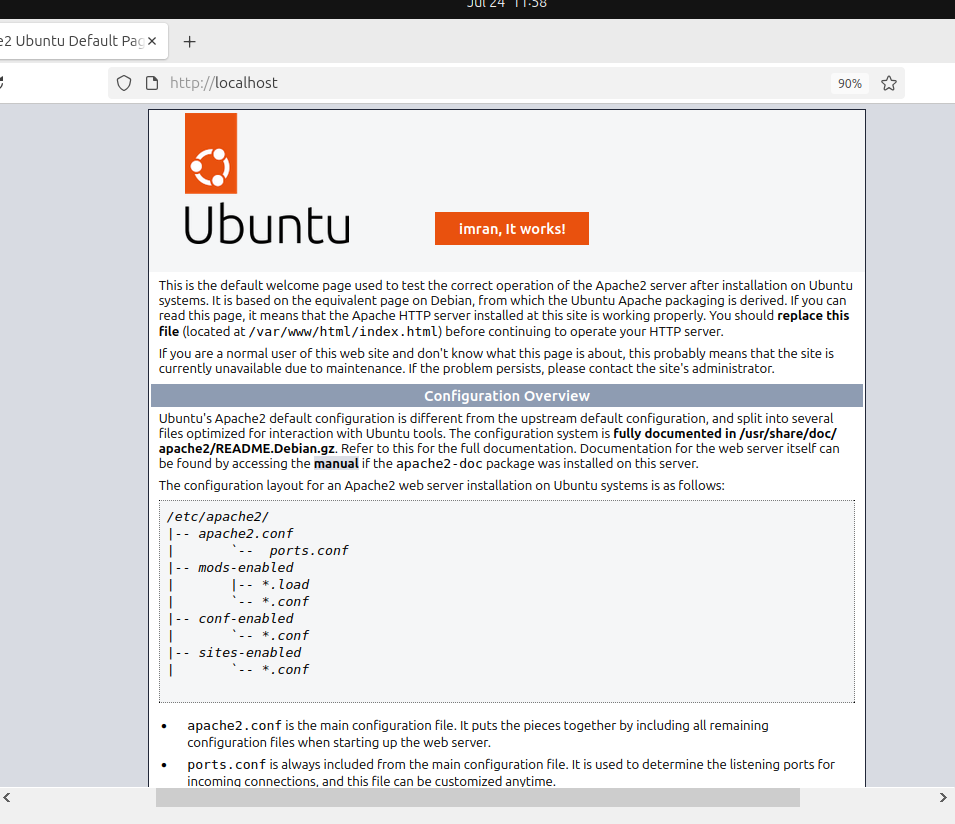 Jul 24 11:58
e2 Ubuntu Default Pag
http://localhost
90%
Ubuntu
imran, It works!
This is the default welcome page used to test the correct operation of the Apache2 server after installation on Ubuntu
systems. It is based on the equivalent page on Debian, from which the Ubuntu Apache packaging is derived. If you can
read this page, it means that the Apache HTTP server installed at this site is working properly. You should replace this
file (located at /var/www/html/index.html) before continuing to operate your HTTP server.
If you are a normal user of this web site and don't know what this page is about, this probably means that the site is
currently unavailable due to maintenance. If the problem persists, please contact the site's administrator.
Configuration Overview
Ubuntu's Apache2 default configuration is different from the upstream default configuration, and split into several
files optimized for interaction with Ubuntu tools. The configuration system is fully documented in /usr/share/doc/
apache2/README.Debian.gz. Refer to this for the full documentation. Documentation for the web server itself can
be found by accessing the manual if the apache2-doc package was installed on this server.
The configuration layout for an Apache2 web server installation on Ubuntu systems is as follows:
/etc/apache2/
|-- apache2.conf
|       `--  ports.conf
|-- mods-enabled
|       |-- *.load
|       `-- *.conf
|-- conf-enabled
|       `-- *.conf
|-- sites-enabled
|       `-- *.conf
• apache2.conf is the main configuration file. It puts the pieces together by including all remaining
configuration files when starting up the web server.
• ports.conf is always included from the main configuration file. It is used to determine the listening ports for
incoming connections, and this file can be customized anytime.